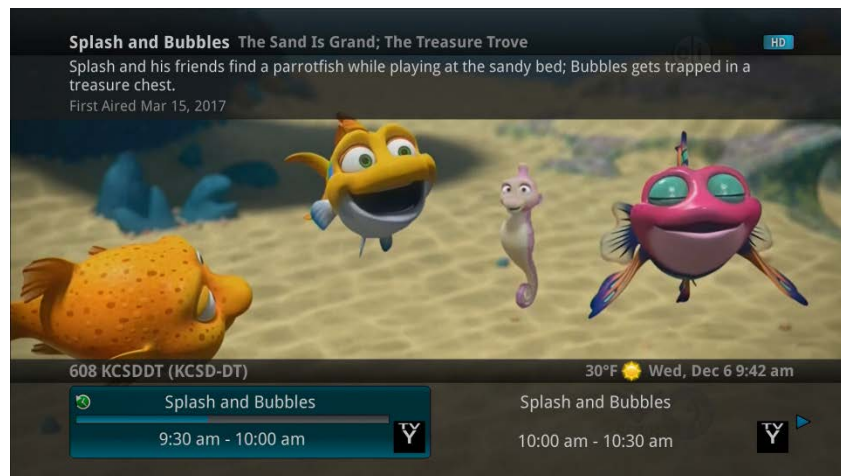 Splash and Bubbles The Sand Is Grand; The Treasure Trove HD
Splash and his friends find a parrotfish while playing at the sandy bed; Bubbles gets trapped in a
treasure chest.
First Aired Mar 15, 2017
608 KCSDDT (KCSD-DT) 30°F Wed, Dec 6 9:42 am
Splash and Bubbles Splash and Bubbles
9:30 am - 10:00 am TV Y 10:00 am - 10:30 am TV Y